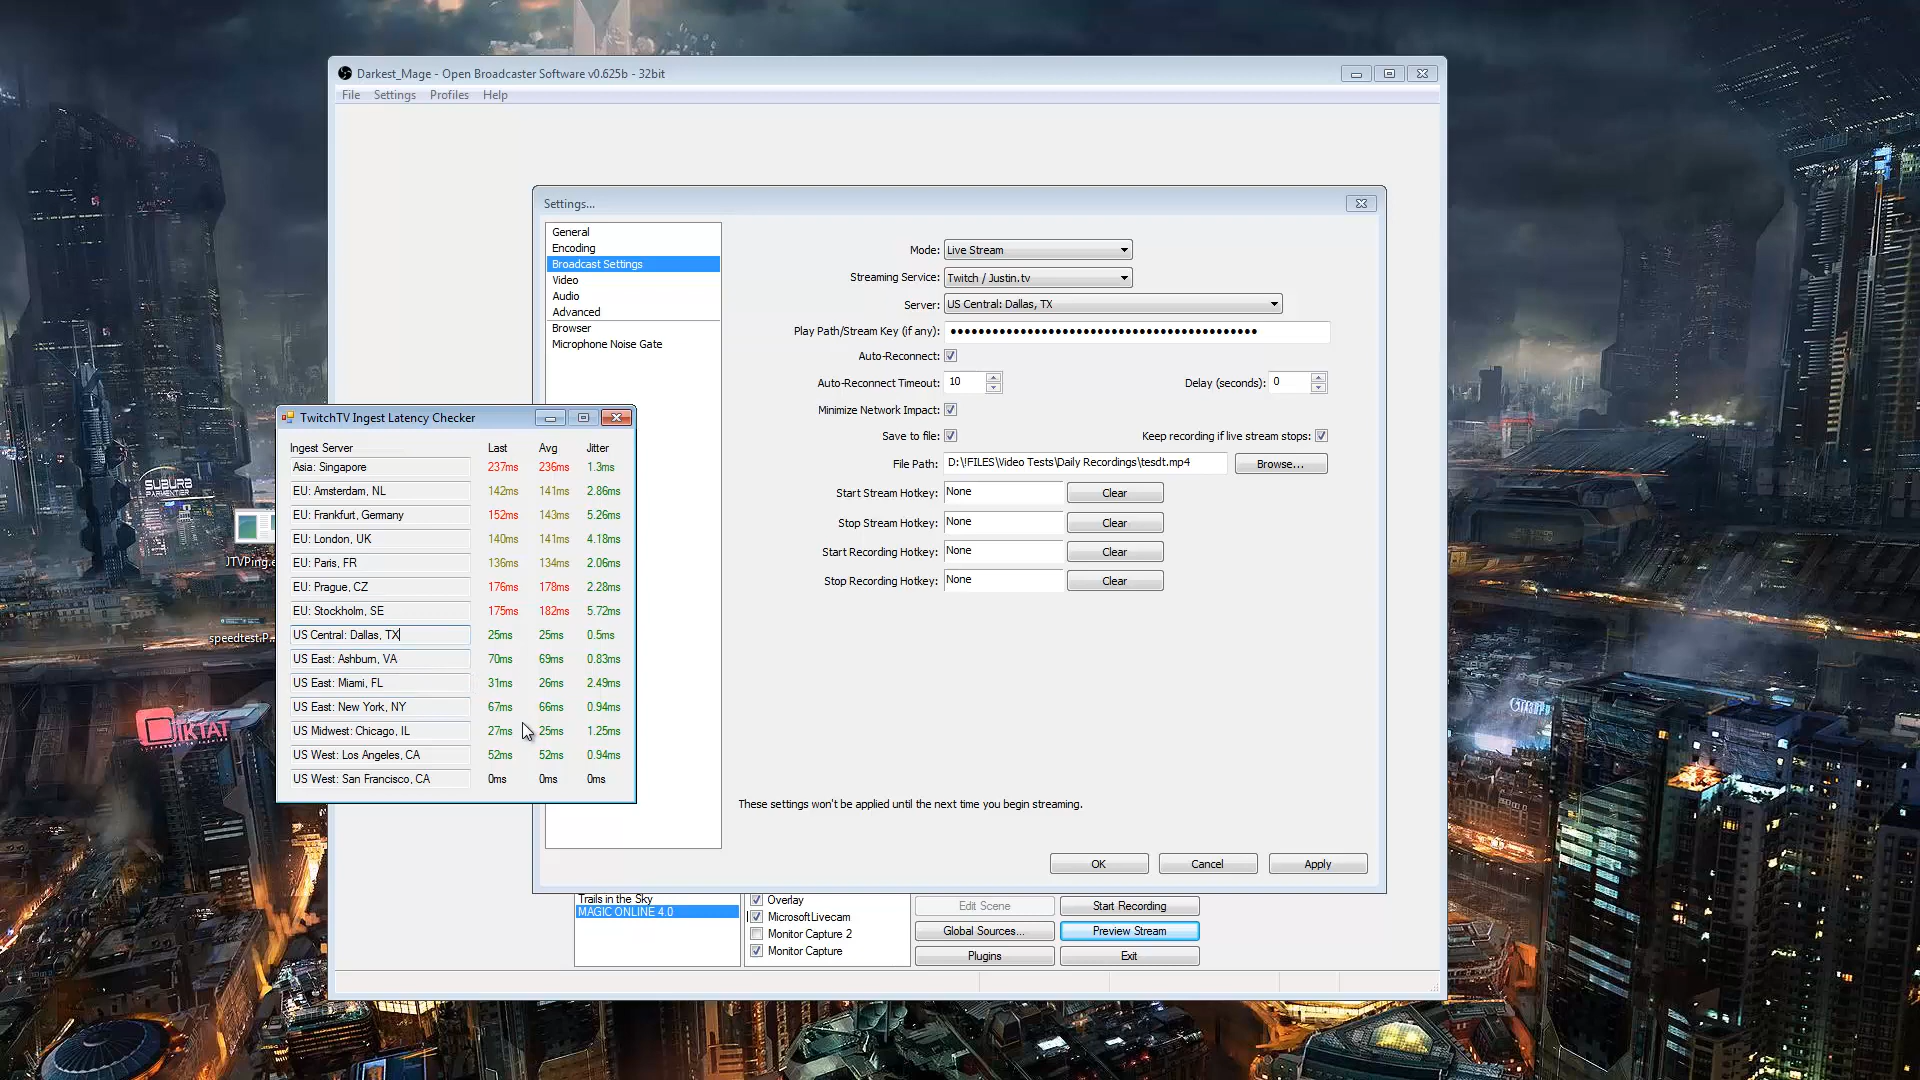 Darkest_Mage - Open Broadcaster Software v0.625b - 32bit
File Settings Profiles Help
Settings...
General
Encoding
Broadcast Settings
Video
Audio
Advanced
Browser
Microphone Noise Gate
Mode: Live Stream
Streaming Service: Twitch / Justin.tv
Server: US Central: Dallas, TX
Play Path/Stream Key (if any): ••••••••••••••••••••••••••••••••••••••••••••
Auto-Reconnect:
Auto-Reconnect Timeout: 10 Delay (seconds): 0
Minimize Network Impact:
Save to file: Keep recording if live stream stops:
File Path: D:\!FILES\Video Tests\Daily Recordings\tesdt.mp4 Browse...
Start Stream Hotkey: None Clear
Stop Stream Hotkey: None Clear
Start Recording Hotkey: None Clear
Stop Recording Hotkey: None Clear
These settings won't be applied until the next time you begin streaming.
OK Cancel Apply
TwitchTV Ingest Latency Checker
Ingest Server Last Avg Jitter
Asia: Singapore 237ms 236ms 1.3ms
EU: Amsterdam, NL 142ms 141ms 2.86ms
EU: Frankfurt, Germany 152ms 143ms 5.26ms
EU: London, UK 140ms 141ms 4.18ms
EU: Paris, FR 136ms 134ms 2.06ms
EU: Prague, CZ 176ms 178ms 2.28ms
EU: Stockholm, SE 175ms 182ms 5.72ms
US Central: Dallas, TX 25ms 25ms 0.5ms
US East: Ashburn, VA 70ms 69ms 0.83ms
US East: Miami, FL 31ms 26ms 2.49ms
US East: New York, NY 67ms 66ms 0.94ms
US Midwest: Chicago, IL 27ms 25ms 1.25ms
US West: Los Angeles, CA 52ms 52ms 0.94ms
US West: San Francisco, CA 0ms 0ms 0ms
Trails in the Sky
MAGIC ONLINE 4.0
Overlay
MicrosoftLivecam
Monitor Capture 2
Monitor Capture
Edit Scene Start Recording
Global Sources... Preview Stream
Plugins Exit
JTVPing.e
speedtest.P...
SUBURB
PARMENTIER
DIKTAT